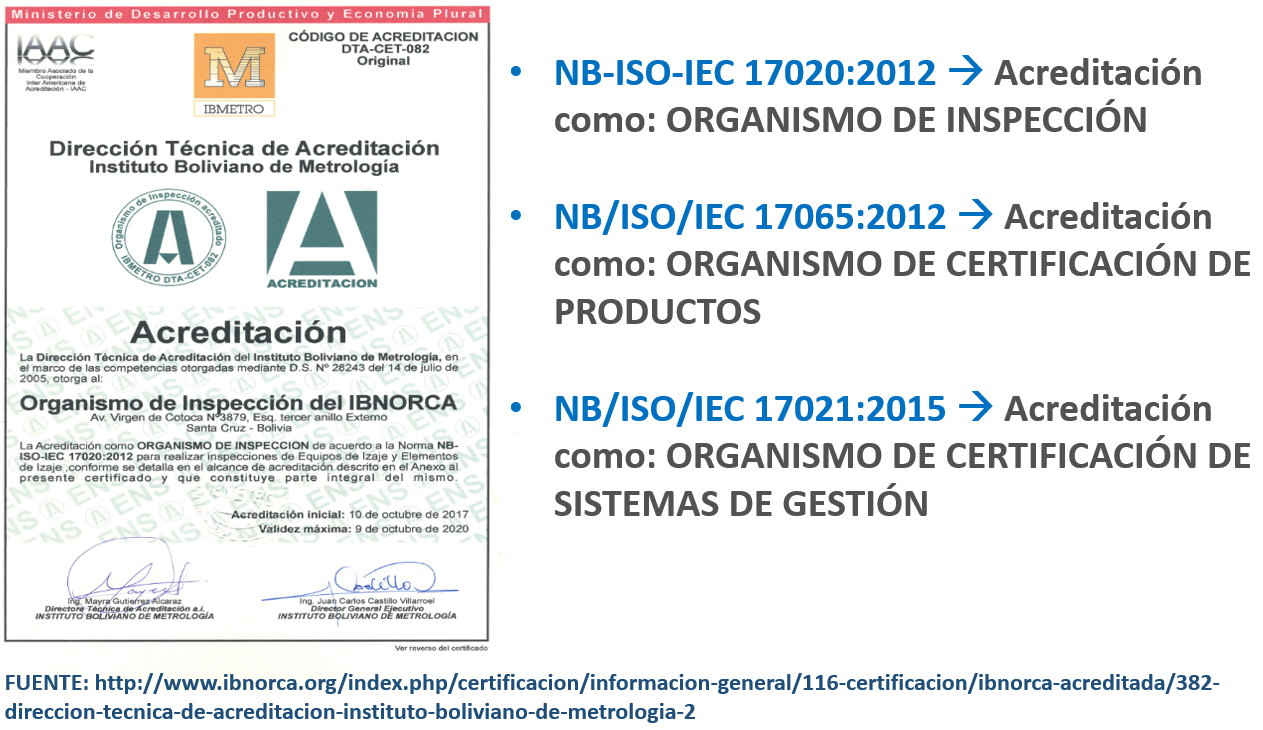 Ministerio de Desarrollo Productivo y Economía Plural
IAAC
Miembro Asociado de la
Cooperación
Inter Americana de
Acreditación - IAAC
M
IBMETRO
CÓDIGO DE ACREDITACION
DTA-CET-082
Original
Dirección Técnica de Acreditación
Instituto Boliviano de Metrología
Organismo de Inspección acreditado
IBMETRO DTA-CET-082
A
ACREDITACION
Acreditación
La Dirección Técnica de Acreditación del Instituto Boliviano de Metrología, en
el marco de las competencias otorgadas mediante D.S. Nº 28243 del 14 de julio de
2005, otorga al:
Organismo de Inspección del IBNORCA
Av. Virgen de Cotoca Nº3879, Esq. tercer anillo Externo
Santa Cruz - Bolivia
La Acreditación como ORGANISMO DE INSPECCION de acuerdo a la Norma NB-
ISO-IEC 17020:2012 para realizar inspecciones de Equipos de Izaje y Elementos
de Izaje ,conforme se detalla en el alcance de acreditación descrito en el Anexo al
presente certificado y que constituye parte integral del mismo.
Acreditación inicial: 10 de octubre de 2017
Validez máxima: 9 de octubre de 2020
Ing. Mayra Gutierrez Alcaraz
Directora Técnica de Acreditación a.i.
INSTITUTO BOLIVIANO DE METROLOGÍA
Ing. Juan Carlos Castillo Villarroel
Director General Ejecutivo
INSTITUTO BOLIVIANO DE METROLOGÍA
Ver reverso del certificado
• NB-ISO-IEC 17020:2012 → Acreditación
como: ORGANISMO DE INSPECCIÓN
• NB/ISO/IEC 17065:2012 → Acreditación
como: ORGANISMO DE CERTIFICACIÓN DE
PRODUCTOS
• NB/ISO/IEC 17021:2015 → Acreditación
como: ORGANISMO DE CERTIFICACIÓN DE
SISTEMAS DE GESTIÓN
FUENTE: http://www.ibnorca.org/index.php/certificacion/informacion-general/116-certificacion/ibnorca-acreditada/382-
direccion-tecnica-de-acreditacion-instituto-boliviano-de-metrologia-2